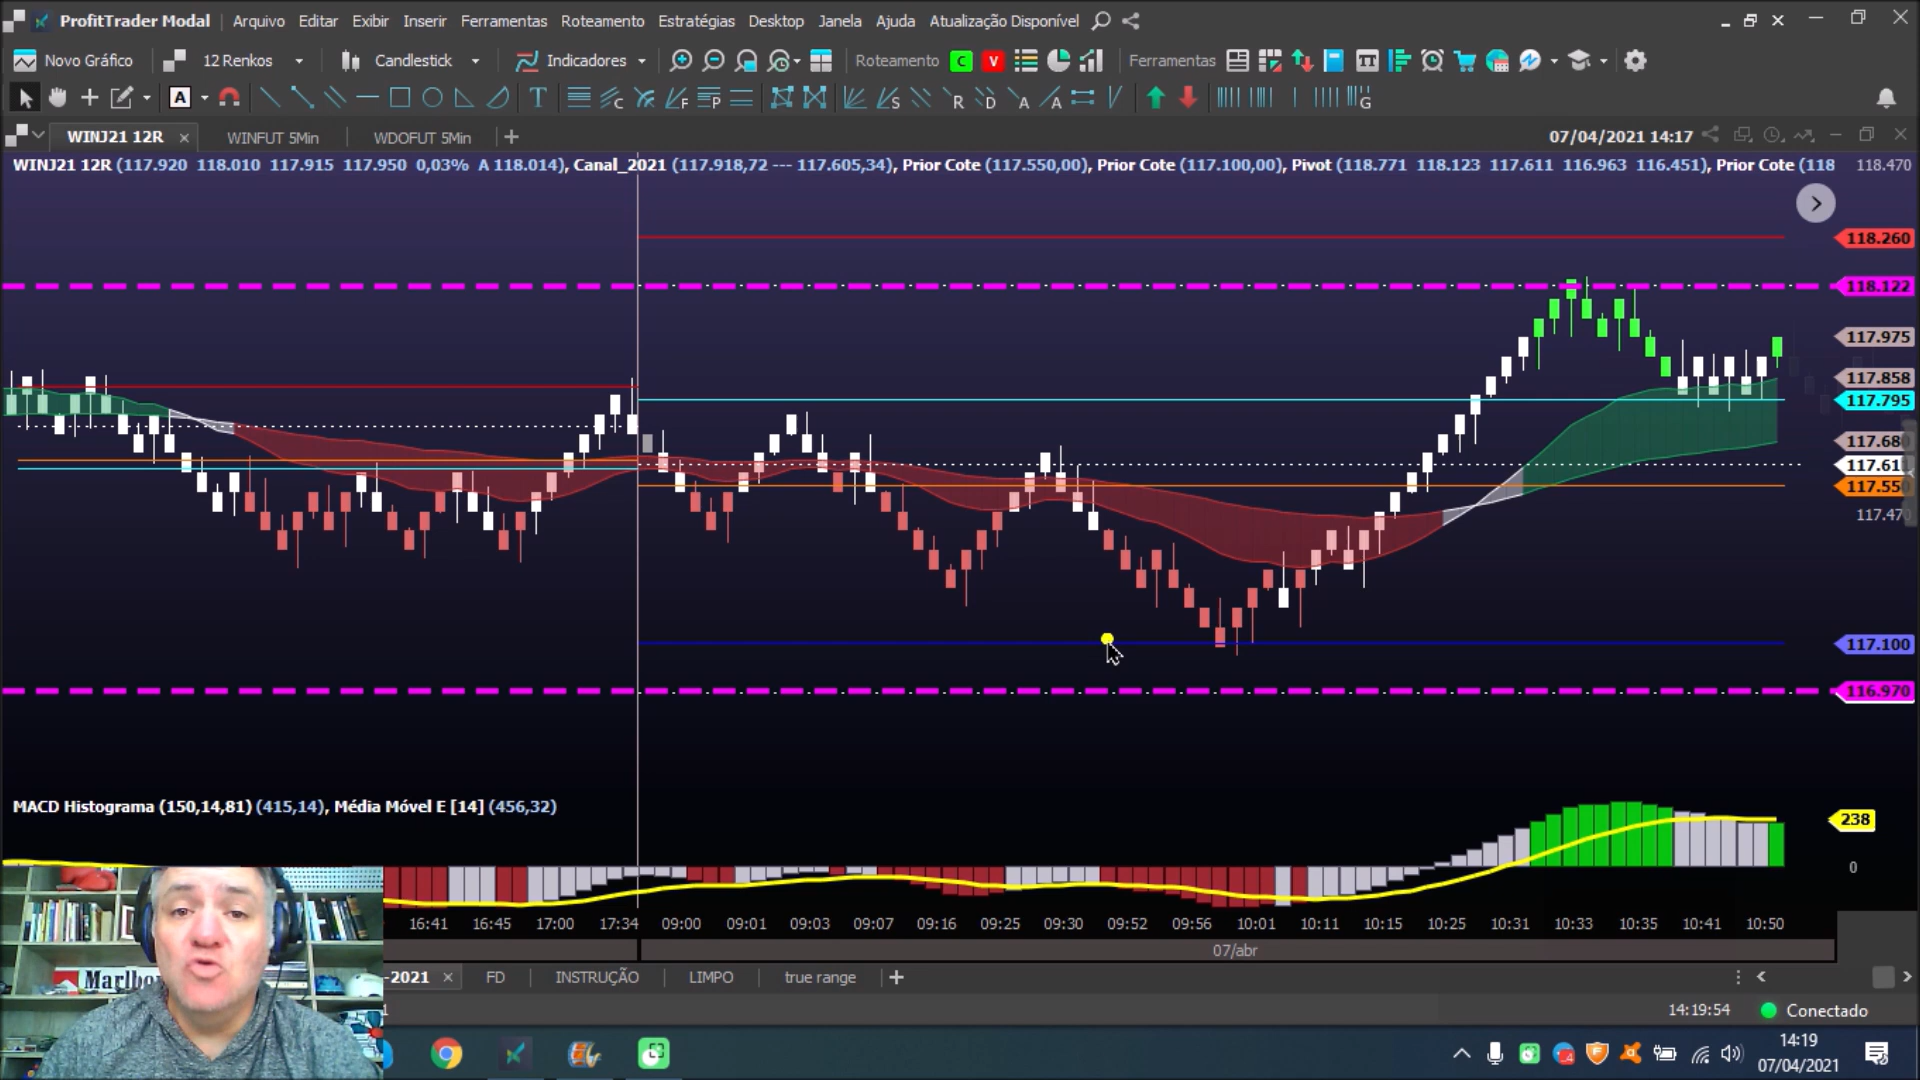 ProfitTrader Modal Arquivo Editar Exibir Inserir Ferramentas Roteamento Estratégias Desktop Janela Ajuda Atualização Disponível
Novo Gráfico 12 Renkos Candlestick Indicadores Roteamento C V Ferramentas
WINJ21 12R WINFUT 5Min WDOFUT 5Min
07/04/2021 14:17
WINJ21 12R (117.920 118.010 117.915 117.950 0,03% A 118.014), Canal_2021 (117.918,72 --- 117.605,34), Prior Cote (117.550,00), Prior Cote (117.100,00), Pivot (118.771 118.123 117.611 116.963 116.451), Prior Cote (118
118.470
118.260
118.122
117.975
117.858
117.795
117.680
117.61
117.550
117.470
117.100
116.970
MACD Histograma (150,14,81) (415,14), Média Móvel E [14] (456,32)
238
0
16:41 16:45 17:00 17:34 09:00 09:01 09:03 09:07 09:16 09:25 09:30 09:52 09:56 10:01 10:11 10:15 10:25 10:31 10:33 10:35 10:41 10:50
07/abr
Marlbo
-2021 FD INSTRUÇÃO LIMPO true range
14:19:54 Conectado
14:19
07/04/2021